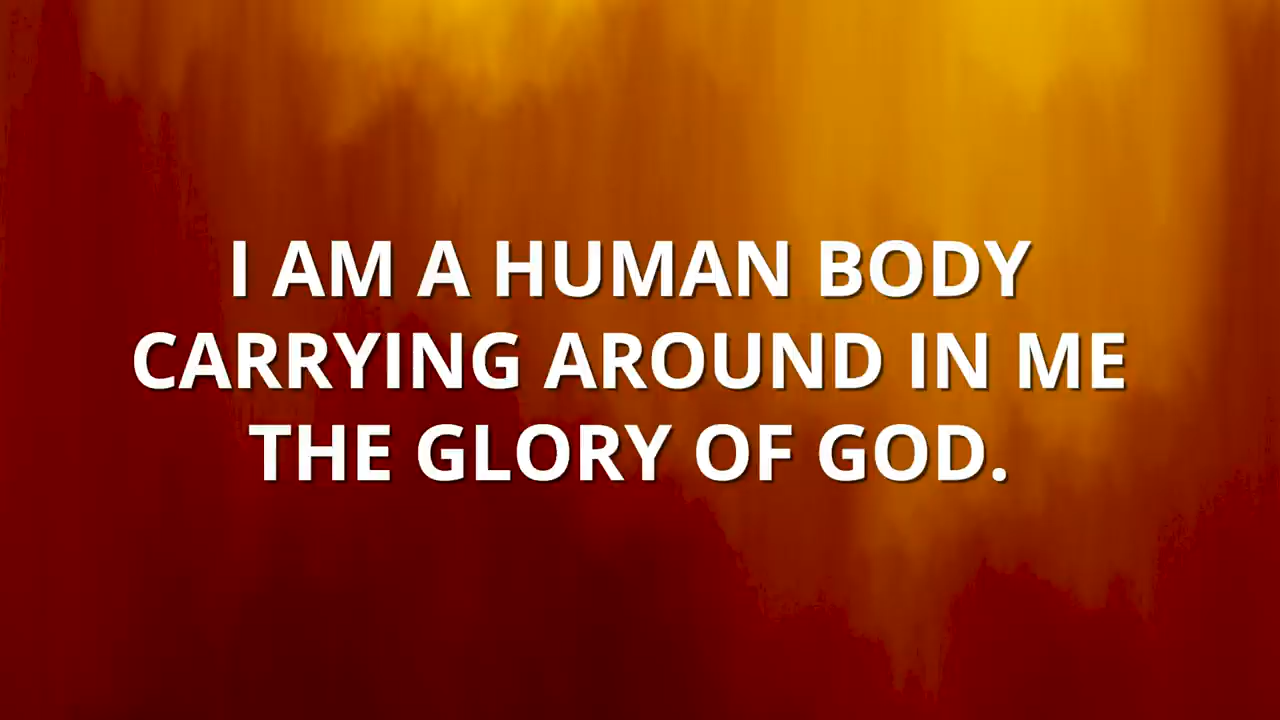 I AM A HUMAN BODY
CARRYING AROUND IN ME
THE GLORY OF GOD.